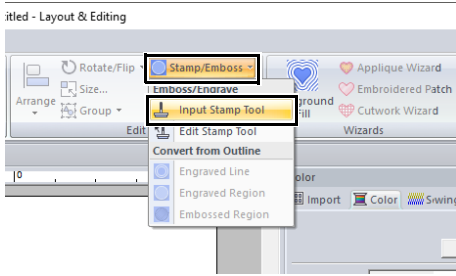 titled - Layout & Editing
Rotate/Flip
Stamp/Emboss
Applique Wizard
Size...
Emboss/Engrave
Embroidered Patch
Arrange
Group
Input Stamp Tool
Fill
Cutwork Wizard
Edit
Edit Stamp Tool
Wizards
Convert from Outline
0
Engraved Line
Engraved Region
Import
Color
Embossed Region